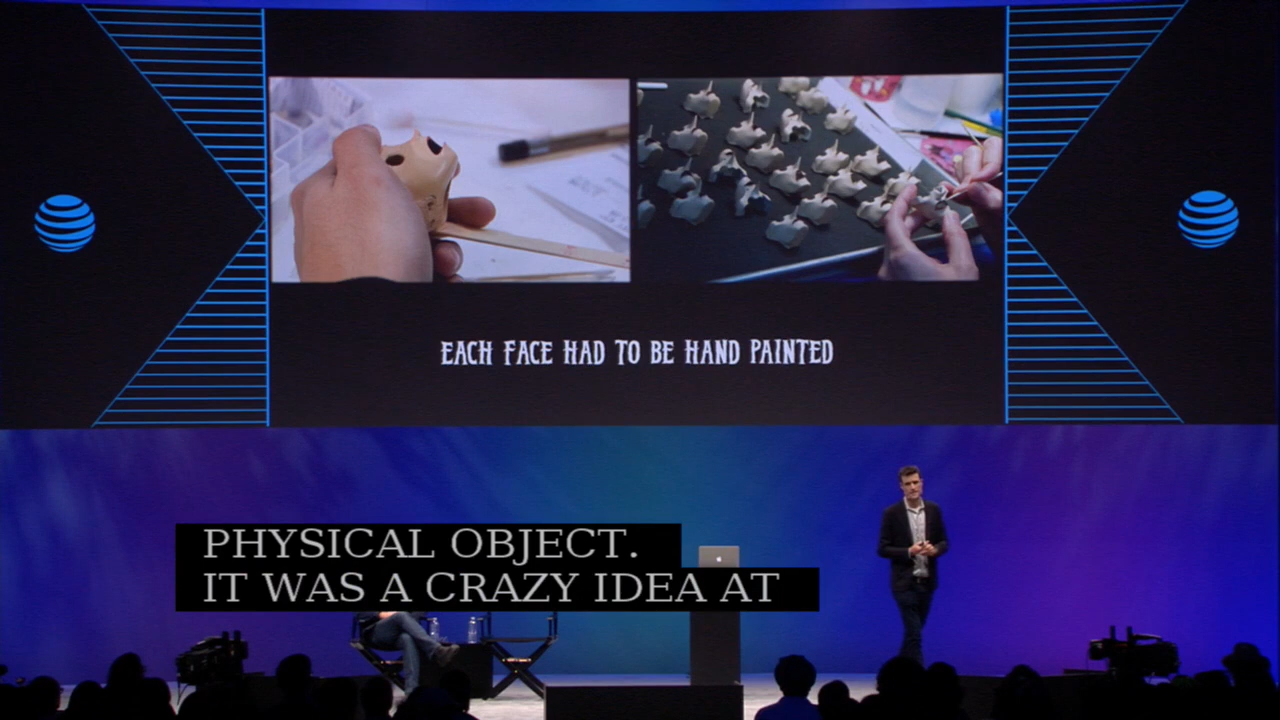 EACH FACE HAD TO BE HAND PAINTED
PHYSICAL OBJECT.
IT WAS A CRAZY IDEA AT